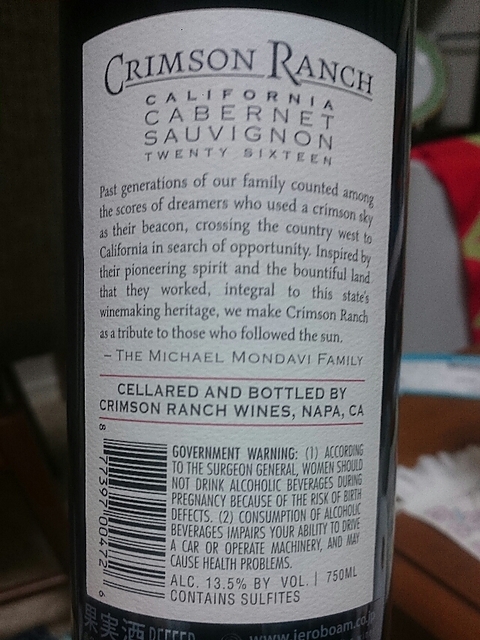 CRIMSON RANCH
CALIFORNIA
CABERNET
SAUVIGNON
TWENTY SIXTEEN
Past generations of our family counted among
the scores of dreamers who used a crimson sky
as their beacon, crossing the country west to
California in search of opportunity. Inspired by
their pioneering spirit and the bountiful land
that they worked, integral to this state's
winemaking heritage, we make Crimson Ranch
as a tribute to those who followed the sun.
– THE MICHAEL MONDAVI FAMILY
CELLARED AND BOTTLED BY
CRIMSON RANCH WINES, NAPA, CA
8 77397 00472 6
GOVERNMENT WARNING: (1) ACCORDING
TO THE SURGEON GENERAL, WOMEN SHOULD
NOT DRINK ALCOHOLIC BEVERAGES DURING
PREGNANCY BECAUSE OF THE RISK OF BIRTH
DEFECTS. (2) CONSUMPTION OF ALCOHOLIC
BEVERAGES IMPAIRS YOUR ABILITY TO DRIVE
A CAR OR OPERATE MACHINERY, AND MAY
CAUSE HEALTH PROBLEMS.
ALC. 13.5% BY VOL. | 750ML
CONTAINS SULFITES
果実酒 www.jeroboam.co.jp